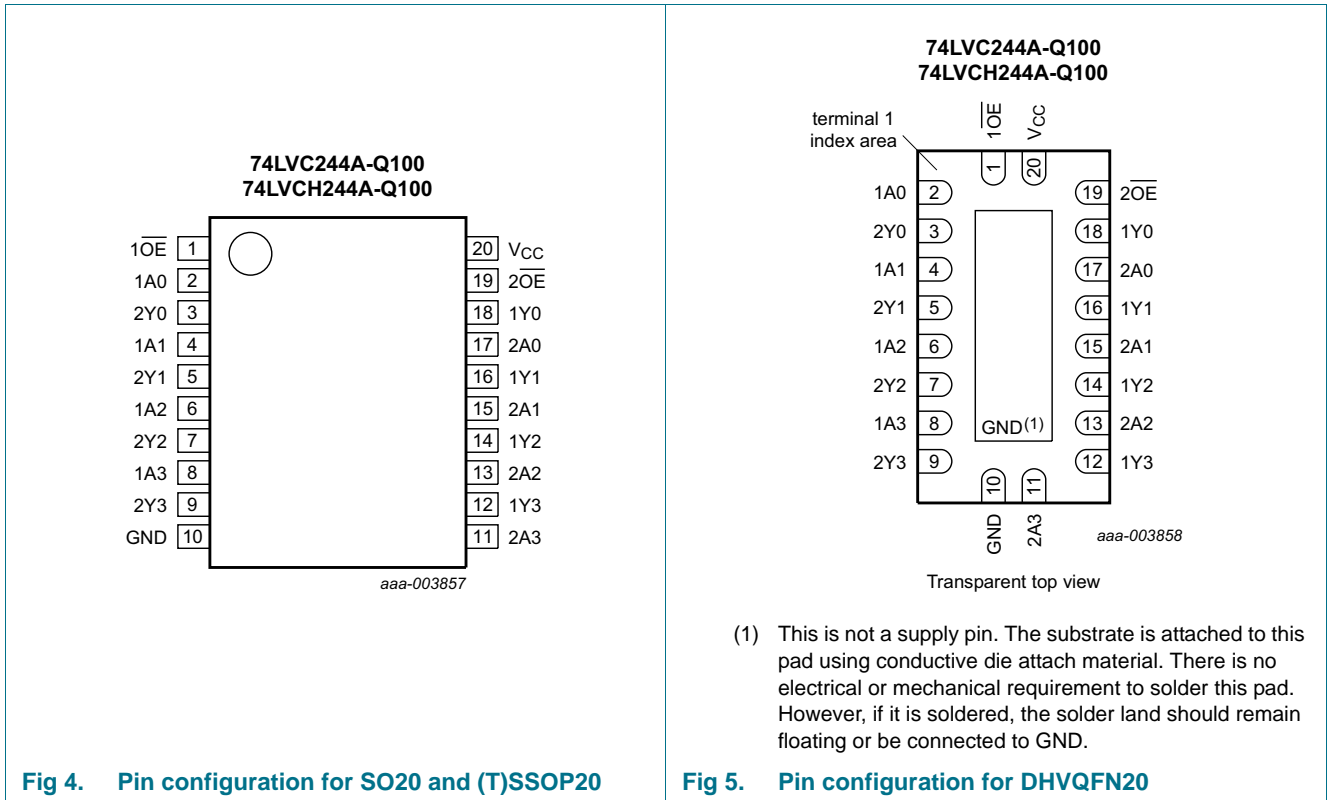 74LVC244A-Q100
74LVCH244A-Q100
1OE 1 20 VCC
1A0 2 19 2OE
2Y0 3 18 1Y0
1A1 4 17 2A0
2Y1 5 16 1Y1
1A2 6 15 2A1
2Y2 7 14 1Y2
1A3 8 13 2A2
2Y3 9 12 1Y3
GND 10 11 2A3
aaa-003857
Fig 4. Pin configuration for SO20 and (T)SSOP20
74LVC244A-Q100
74LVCH244A-Q100
terminal 1
index area
1OE VCC
1 20
1A0 2 19 2OE
2Y0 3 18 1Y0
1A1 4 17 2A0
2Y1 5 16 1Y1
1A2 6 15 2A1
2Y2 7 14 1Y2
1A3 8 GND(1) 13 2A2
2Y3 9 12 1Y3
10 11
GND 2A3
aaa-003858
Transparent top view
(1) This is not a supply pin. The substrate is attached to this
pad using conductive die attach material. There is no
electrical or mechanical requirement to solder this pad.
However, if it is soldered, the solder land should remain
floating or be connected to GND.
Fig 5. Pin configuration for DHVQFN20